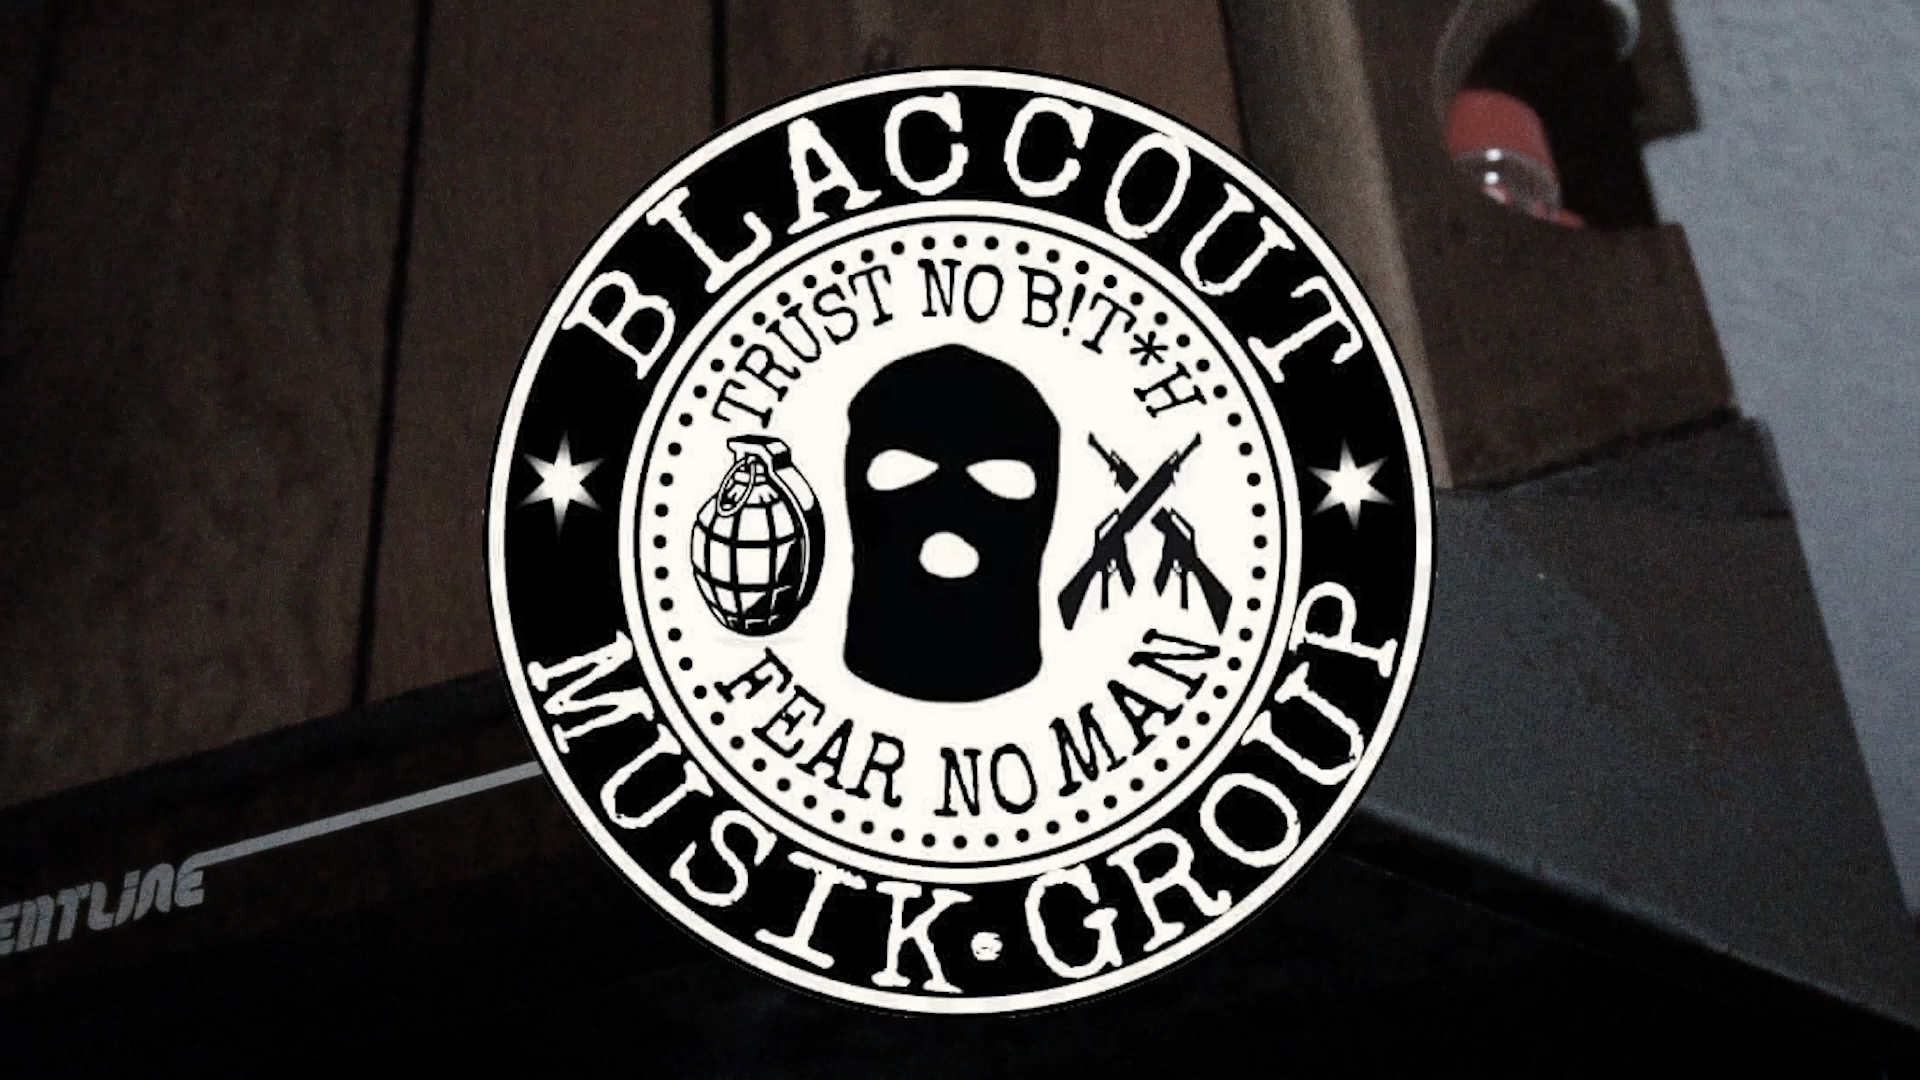 BLACCOUT
TRUST NO B!T*H
FEAR NO MAN
MUSIK·GROUP
ENTLINE